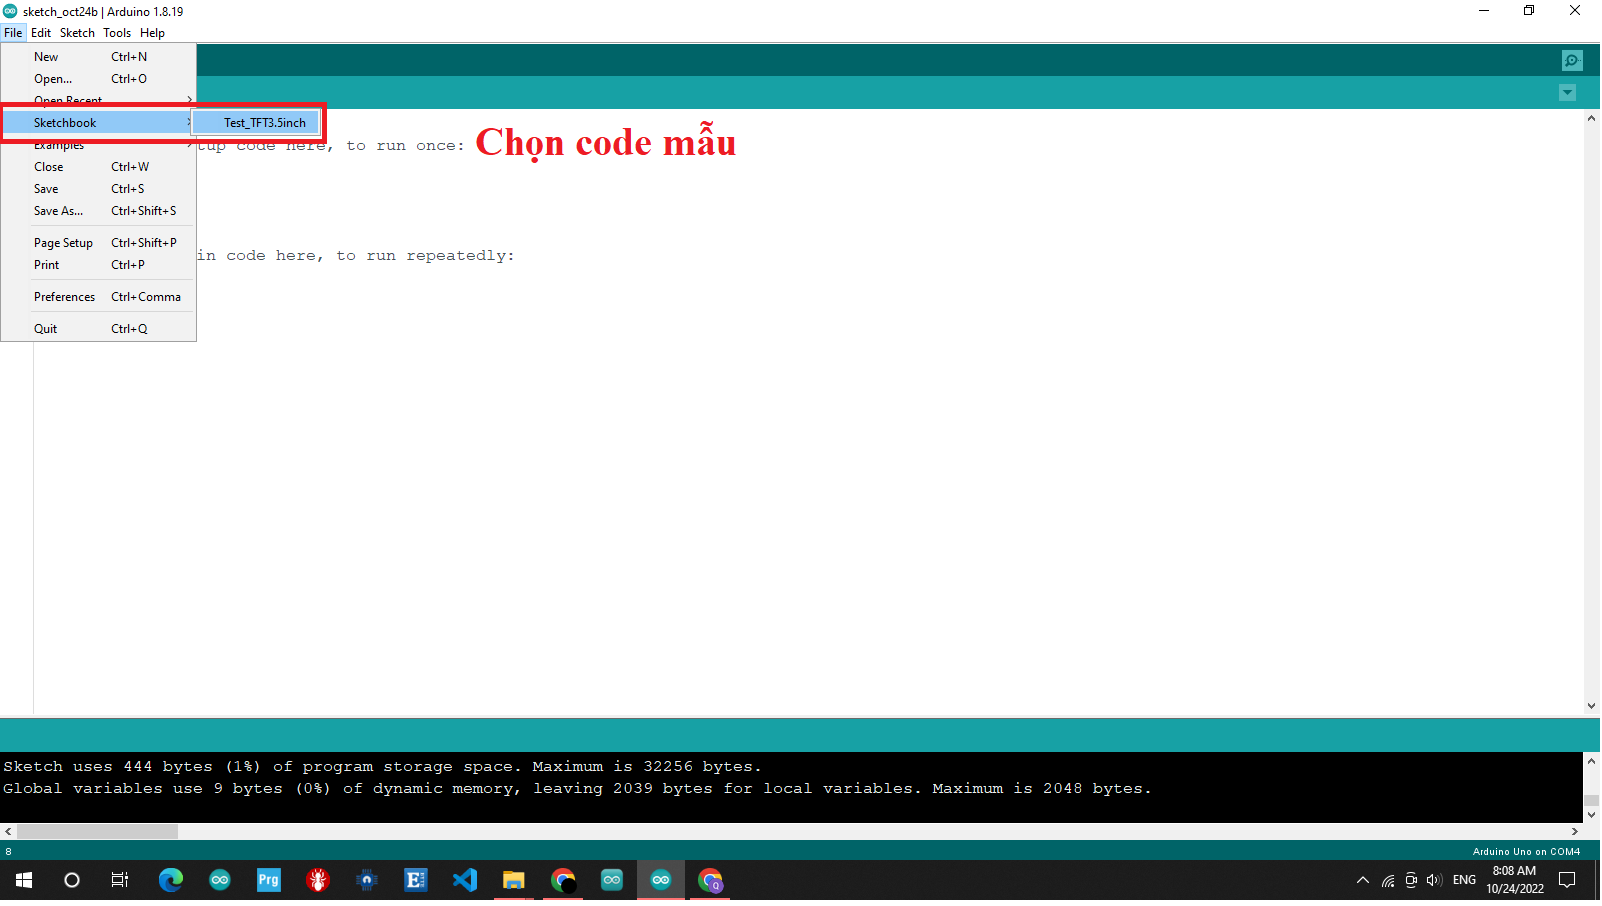 sketch_oct24b | Arduino 1.8.19
File Edit Sketch Tools Help
New Ctrl+N
Open... Ctrl+O
Open Recent
Sketchbook
Test_TFT3.5inch
Examples
Close Ctrl+W
Save Ctrl+S
Save As... Ctrl+Shift+S
Page Setup Ctrl+Shift+P
Print Ctrl+P
Preferences Ctrl+Comma
Quit Ctrl+Q
tup code here, to run once:
Chọn code mẫu
in code here, to run repeatedly:
Sketch uses 444 bytes (1%) of program storage space. Maximum is 32256 bytes.
Global variables use 9 bytes (0%) of dynamic memory, leaving 2039 bytes for local variables. Maximum is 2048 bytes.
8
Arduino Uno on COM4
Prg
E
Q
ENG
8:08 AM
10/24/2022